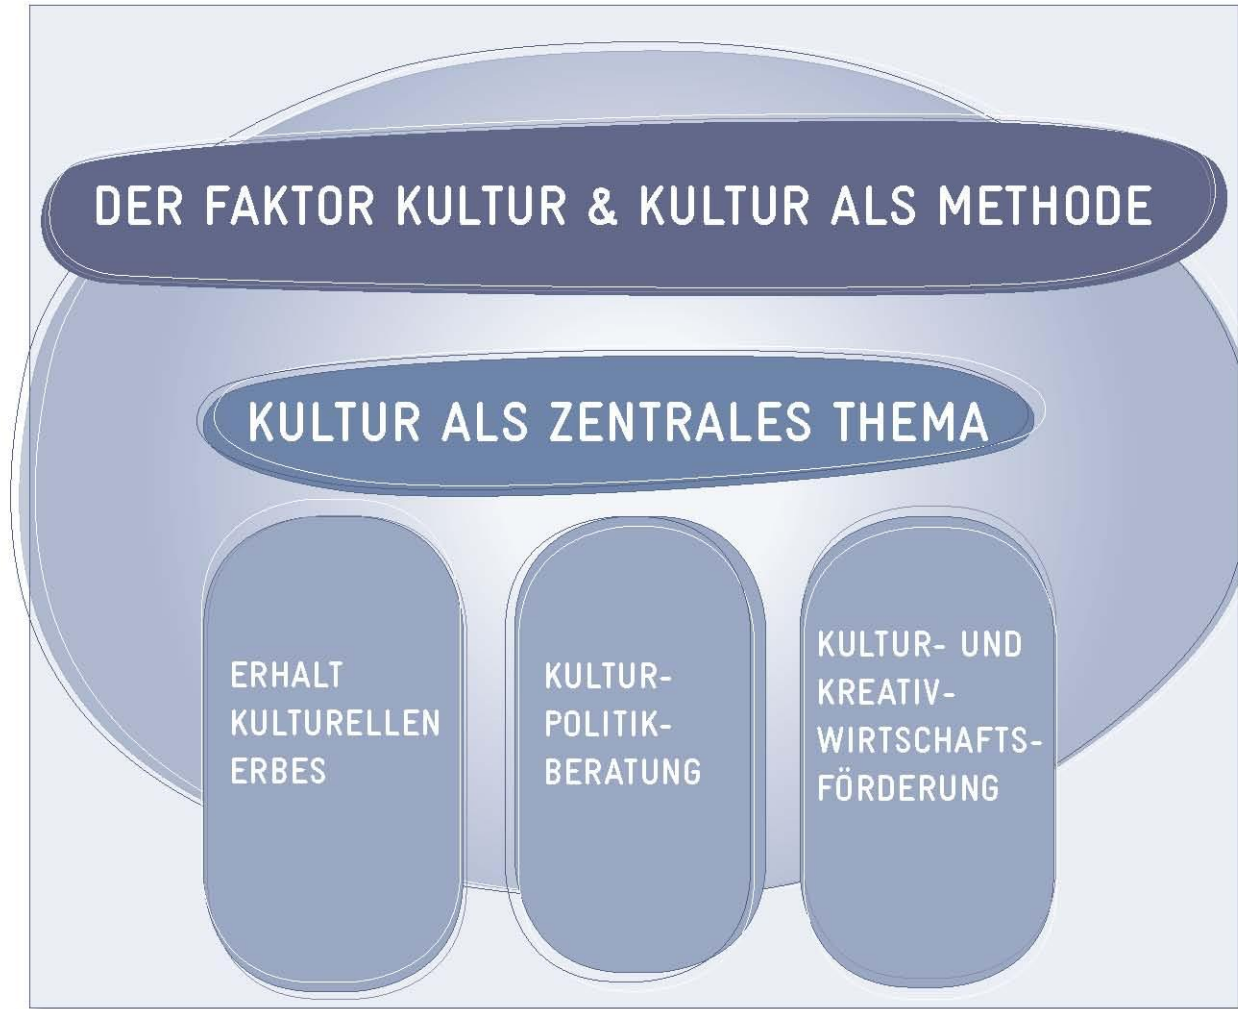 DER FAKTOR KULTUR & KULTUR ALS METHODE
KULTUR ALS ZENTRALES THEMA
ERHALT
KULTURELLEN
ERBES
KULTUR-
POLITIK-
BERATUNG
KULTUR- UND
KREATIV-
WIRTSCHAFTS-
FÖRDERUNG